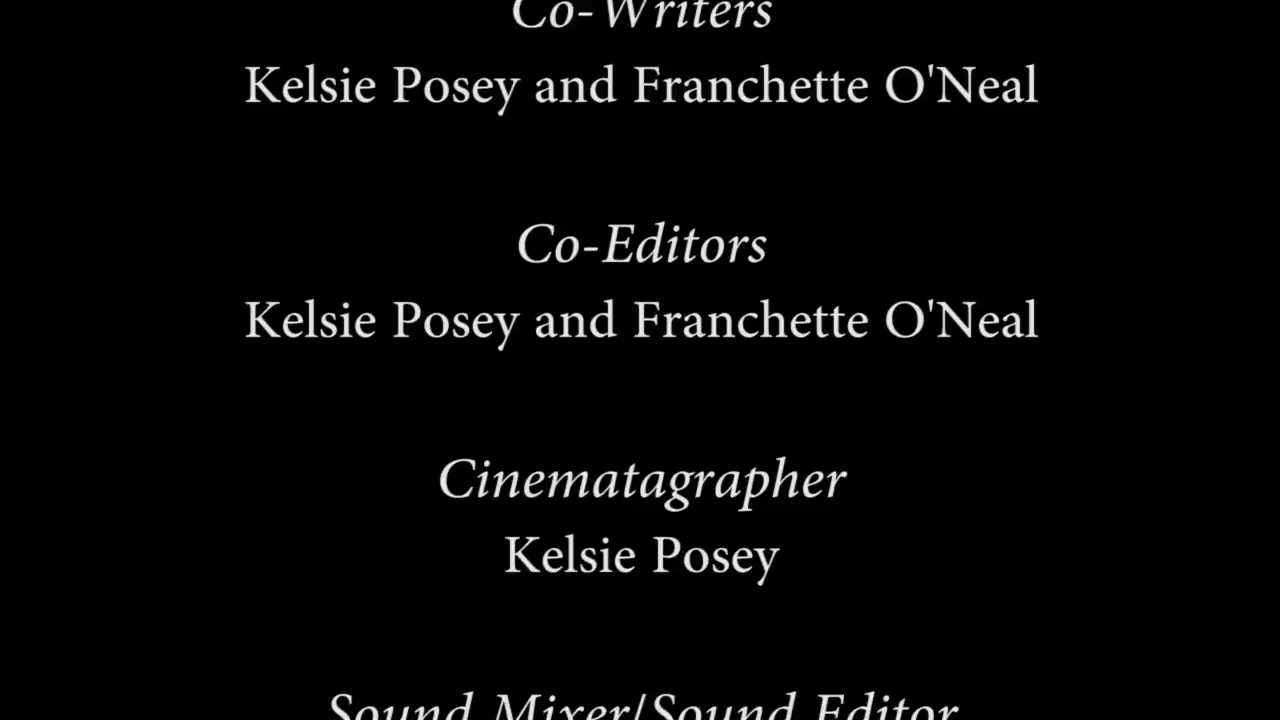 Co-Writers
Kelsie Posey and Franchette O'Neal
Co-Editors
Kelsie Posey and Franchette O'Neal
Cinematagrapher
Kelsie Posey
Sound Mixer/Sound Editor